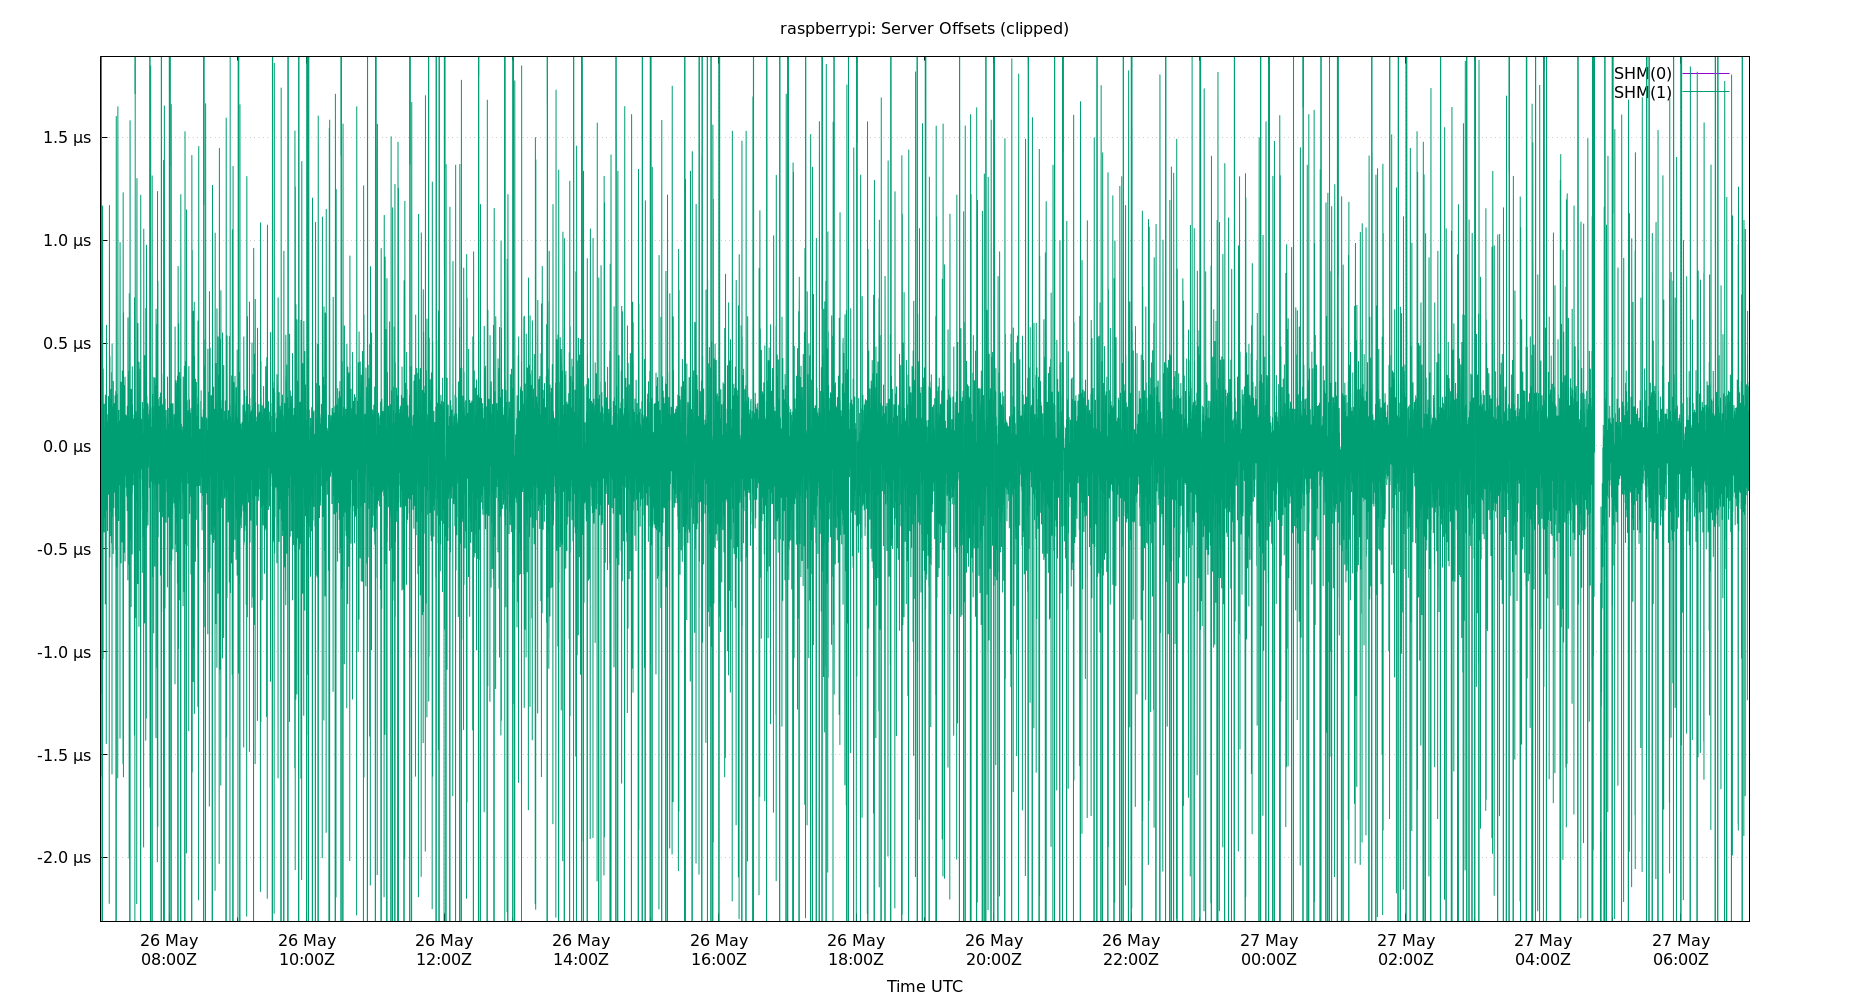 raspberrypi: Server Offsets (clipped)
SHM(0)
SHM(1)
1.5 µs
1.0 µs
0.5 µs
0.0 µs
-0.5 µs
-1.0 µs
-1.5 µs
-2.0 µs
26 May 26 May 26 May 26 May 26 May 26 May 26 May 26 May 27 May 27 May 27 May 27 May
08:00Z 10:00Z 12:00Z 14:00Z 16:00Z 18:00Z 20:00Z 22:00Z 00:00Z 02:00Z 04:00Z 06:00Z
Time UTC